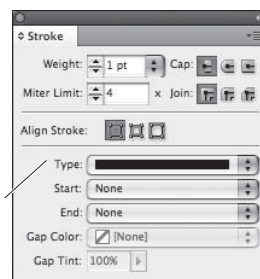 Stroke
Weight: 1 pt Cap:
Miter Limit: 4 x Join:
Align Stroke:
Type:
Start: None
End: None
Gap Color: [None]
Gap Tint: 100%